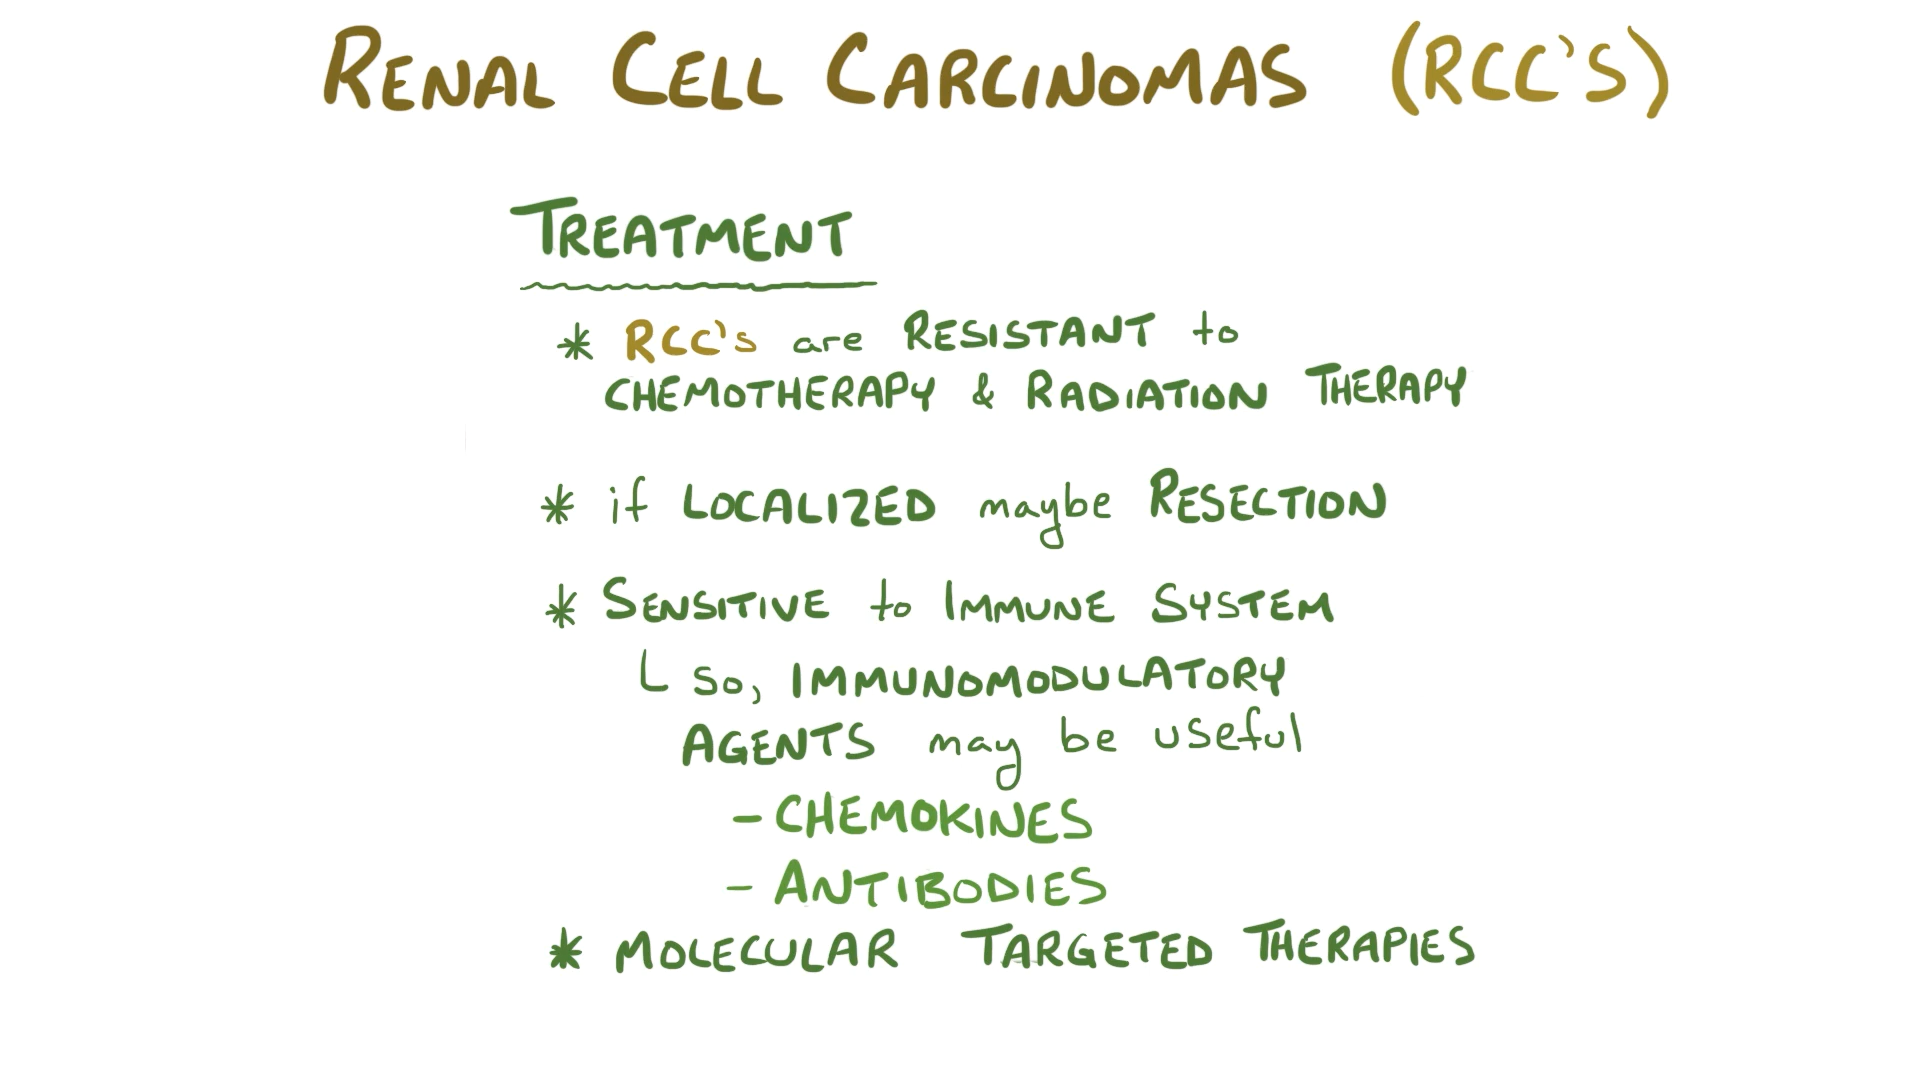 RENAL CELL CARCINOMAS (RCC'S)
TREATMENT
* RCC's are RESISTANT to
CHEMOTHERAPY & RADIATION THERAPY
* if LOCALIZED maybe RESECTION
* SENSITIVE to IMMUNE SYSTEM
└ so, IMMUNOMODULATORY
AGENTS may be useful
- CHEMOKINES
- ANTIBODIES
* MOLECULAR TARGETED THERAPIES